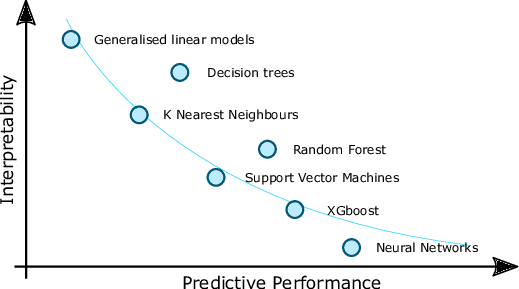 Generalised linear models
Decision trees
K Nearest Neighbours
Random Forest
Support Vector Machines
XGboost
Neural Networks
Interpretability
Predictive Performance